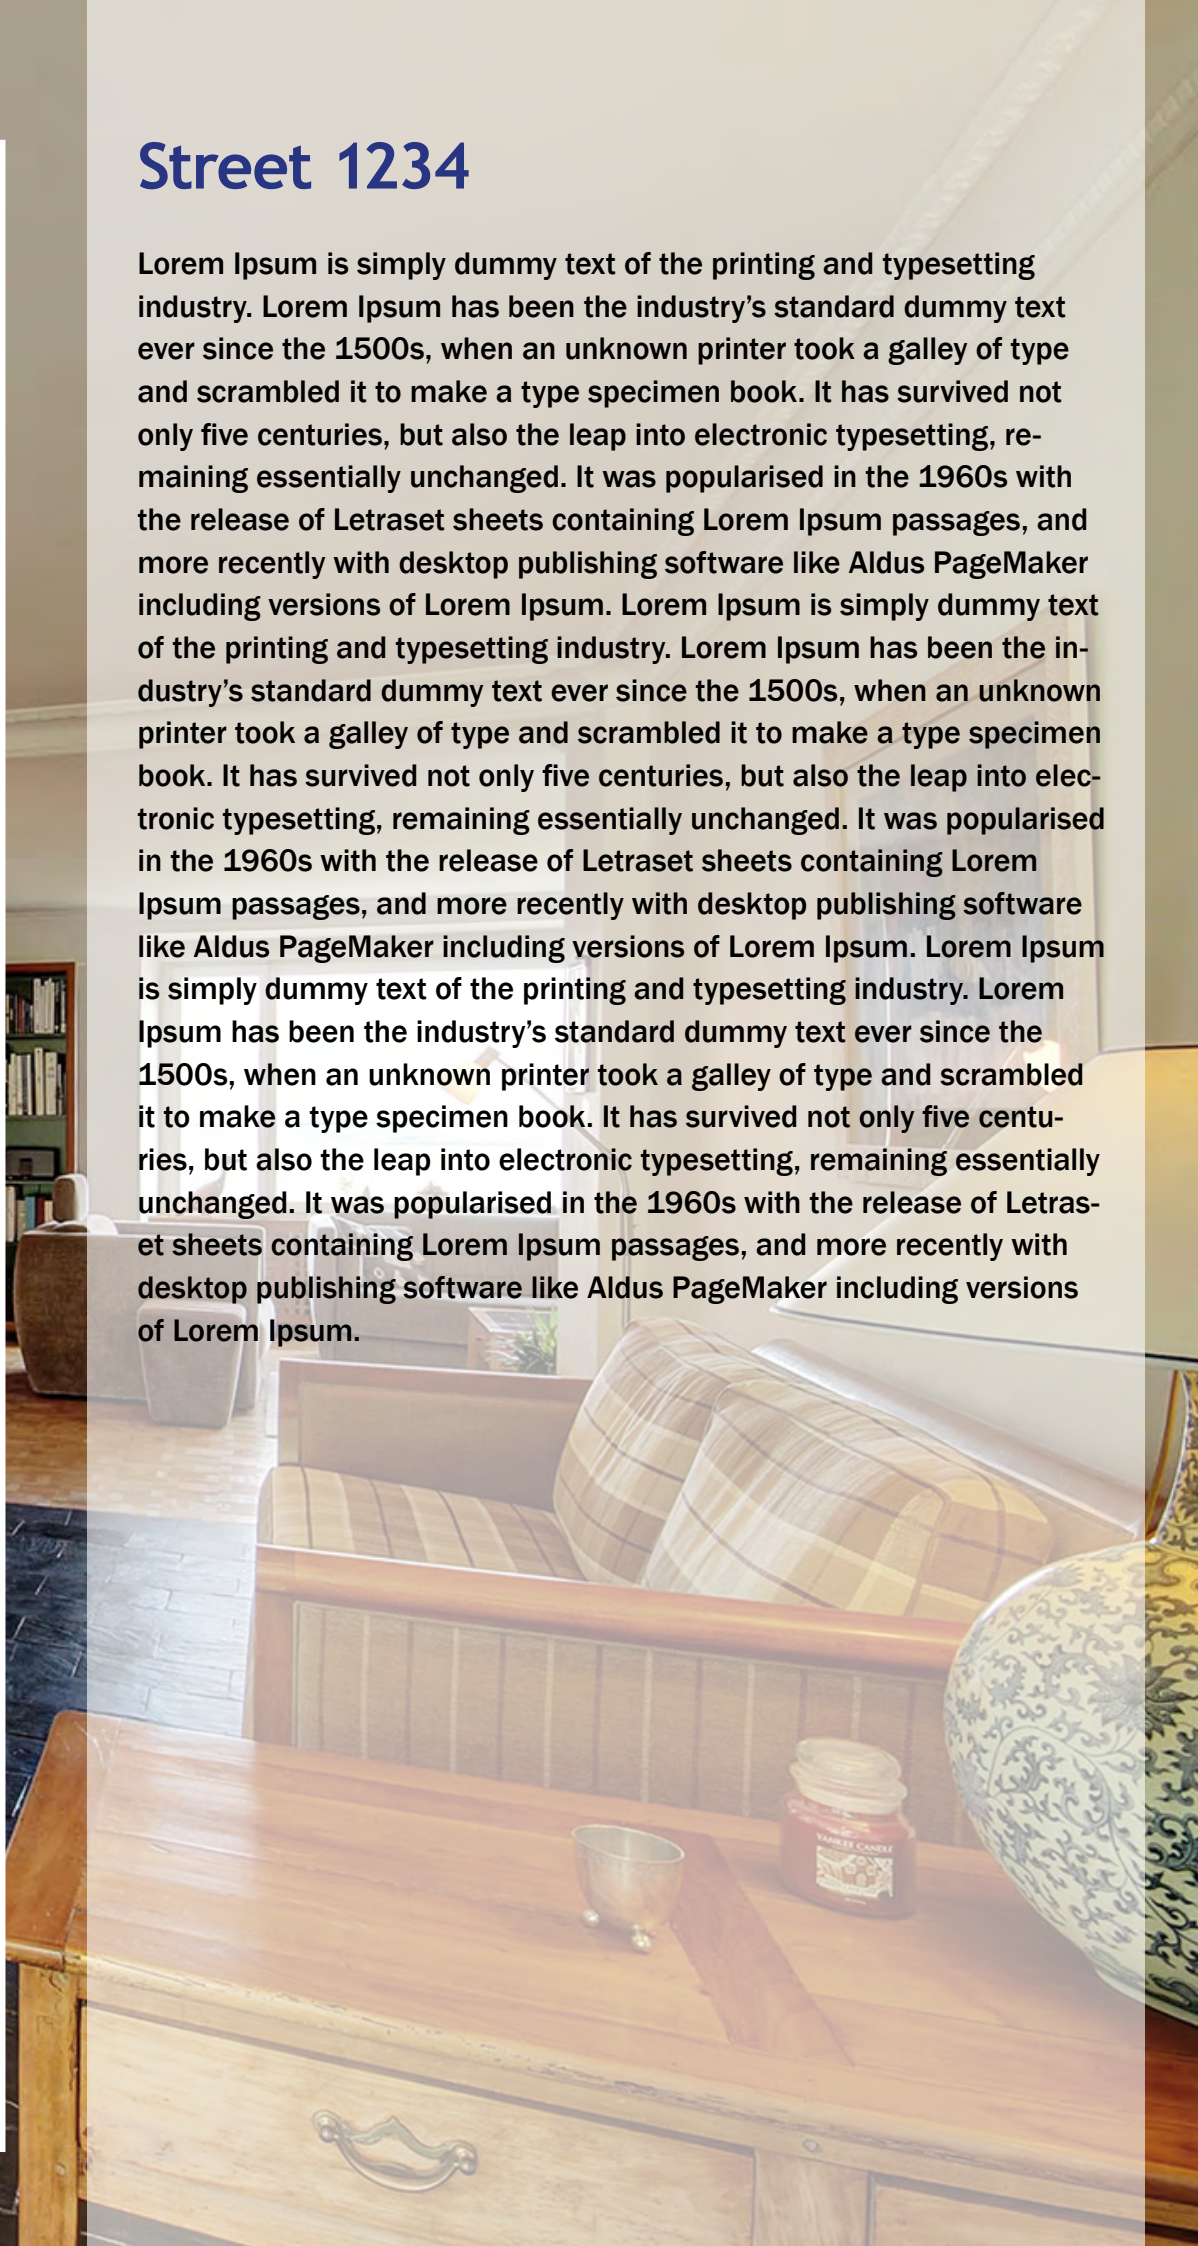 Street 1234
Lorem Ipsum is simply dummy text of the printing and typesetting
industry. Lorem Ipsum has been the industry’s standard dummy text
ever since the 1500s, when an unknown printer took a galley of type
and scrambled it to make a type specimen book. It has survived not
only five centuries, but also the leap into electronic typesetting, re-
maining essentially unchanged. It was popularised in the 1960s with
the release of Letraset sheets containing Lorem Ipsum passages, and
more recently with desktop publishing software like Aldus PageMaker
including versions of Lorem Ipsum. Lorem Ipsum is simply dummy text
of the printing and typesetting industry. Lorem Ipsum has been the in-
dustry’s standard dummy text ever since the 1500s, when an unknown
printer took a galley of type and scrambled it to make a type specimen
book. It has survived not only five centuries, but also the leap into elec-
tronic typesetting, remaining essentially unchanged. It was popularised
in the 1960s with the release of Letraset sheets containing Lorem
Ipsum passages, and more recently with desktop publishing software
like Aldus PageMaker including versions of Lorem Ipsum. Lorem Ipsum
is simply dummy text of the printing and typesetting industry. Lorem
Ipsum has been the industry’s standard dummy text ever since the
1500s, when an unknown printer took a galley of type and scrambled
it to make a type specimen book. It has survived not only five centu-
ries, but also the leap into electronic typesetting, remaining essentially
unchanged. It was popularised in the 1960s with the release of Letras-
et sheets containing Lorem Ipsum passages, and more recently with
desktop publishing software like Aldus PageMaker including versions
of Lorem Ipsum.
YANKEE CANDLE